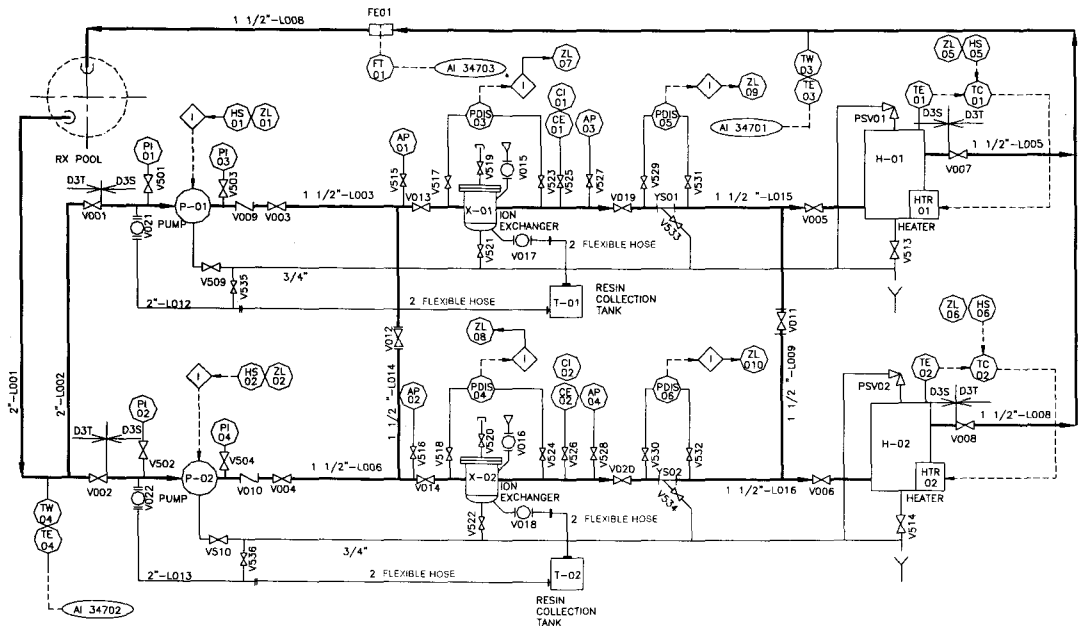 1 1/2"-L008
FE01
FT
01
AI 34703
I
ZL
07
I
ZL
09
CI
01
CE
01
AP
03
PDIS
03
PDIS
05
TW
03
TE
03
AI 34701
ZL
05
HS
05
TE
01
TC
01
PSV01
D3S
D3T
RX POOL
PI
01
I
HS
01
ZL
01
PI
03
AP
01
D3T
D3S
V501
V503
V515
V517
V519
V015
V523
V525
V527
V529
V531
1 1/2"-L005
H-01
V007
V001
P-01
PUMP
V009
V003
1 1/2"-L003
V013
X-01
ION
EXCHANGER
V019
YS01
V533
1 1/2"-L015
V005
HTR
01
HEATER
V513
V021
V521
V017
2 FLEXIBLE HOSE
V509
3/4"
V535
2"-L012
2 FLEXIBLE HOSE
T-01
RESIN
COLLECTION
TANK
2"-L001
2"-L002
V012
1 1/2"-L014
V011
1 1/2"-L009
ZL
08
I
I
HS
02
ZL
02
CI
02
I
ZL
010
ZL
06
HS
06
PI
02
PI
04
AP
02
PDIS
04
CE
02
AP
04
PDIS
06
PSV02
TE
02
TC
02
D3T
D3S
D3S
D3T
V502
V504
V516
V518
V520
V016
V524
V526
V528
V530
V532
1 1/2"-L008
H-02
V008
V002
P-02
PUMP
V010
V004
1 1/2"-L006
V014
X-02
ION
EXCHANGER
V020
YS02
V534
1 1/2"-L016
V006
HTR
02
HEATER
V514
V022
V522
V018
2 FLEXIBLE HOSE
V510
3/4"
V536
2"-L013
2 FLEXIBLE HOSE
T-02
RESIN
COLLECTION
TANK
TW
04
TE
04
AI 34702